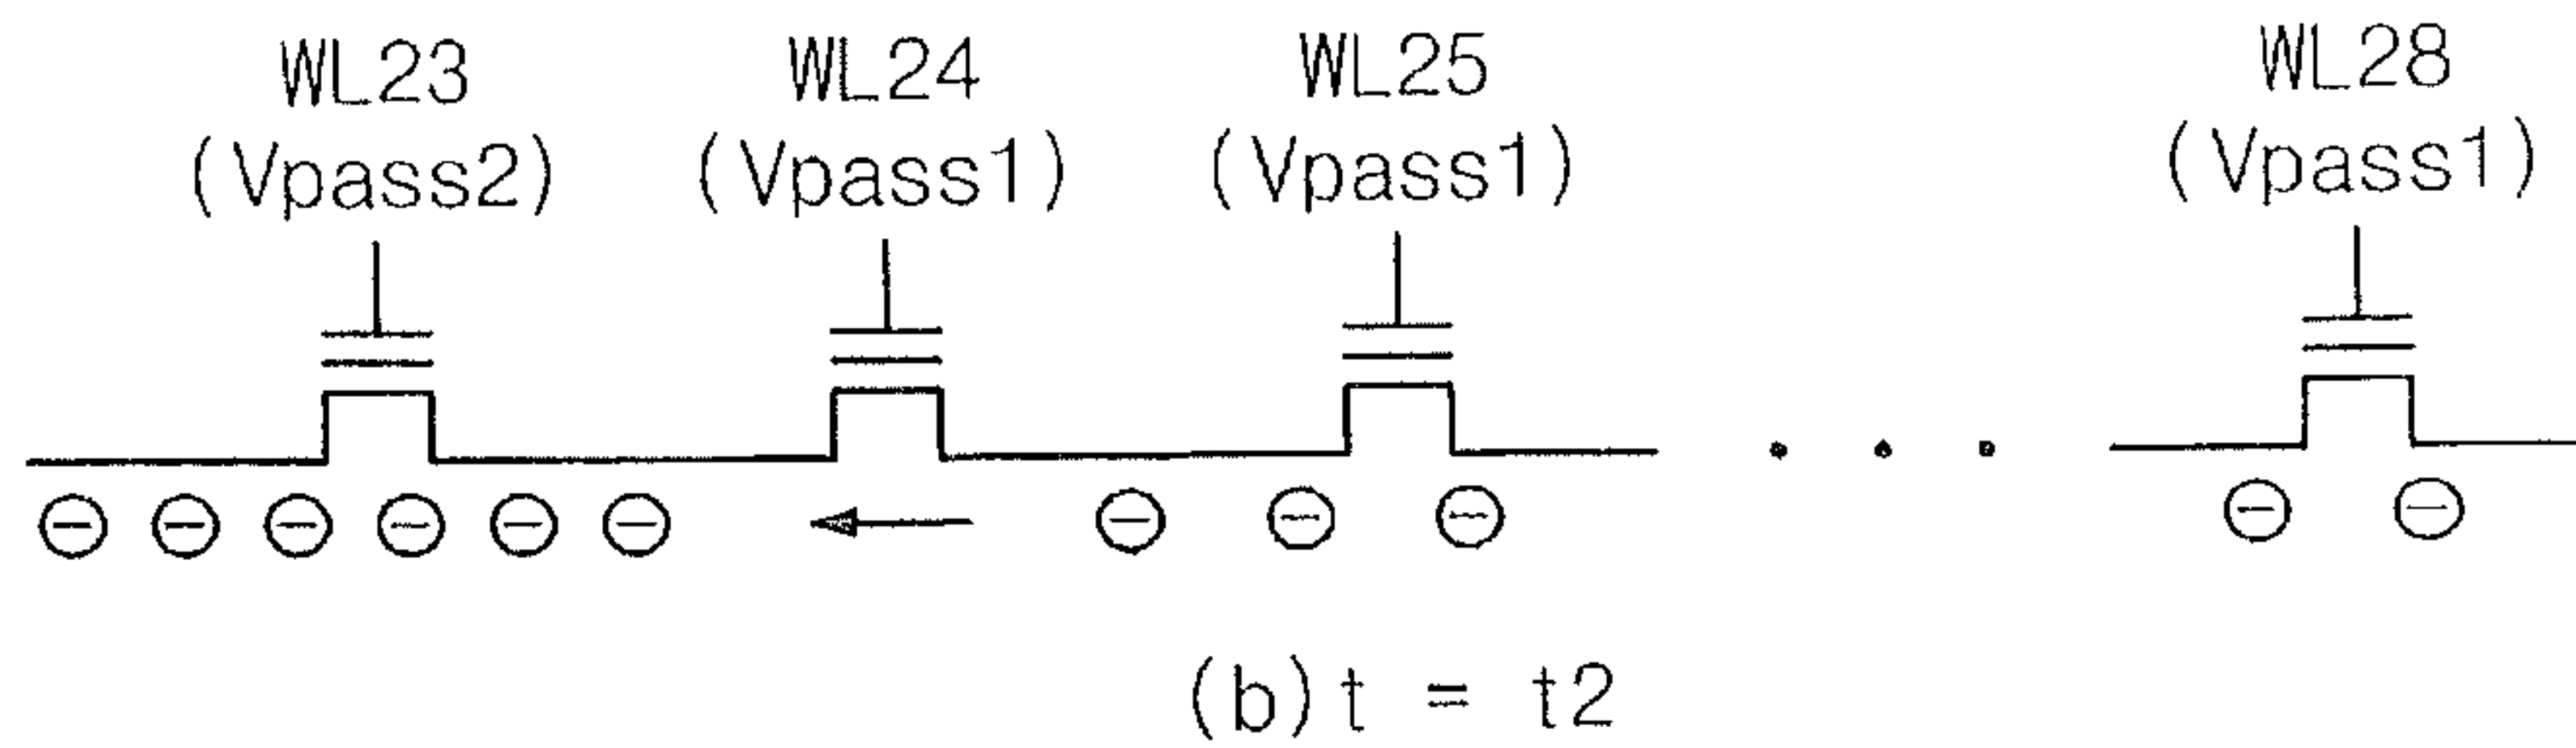 WL23 WL24 WL25 WL28
(Vpass2) (Vpass1) (Vpass1) (Vpass1)
(b) t = t2